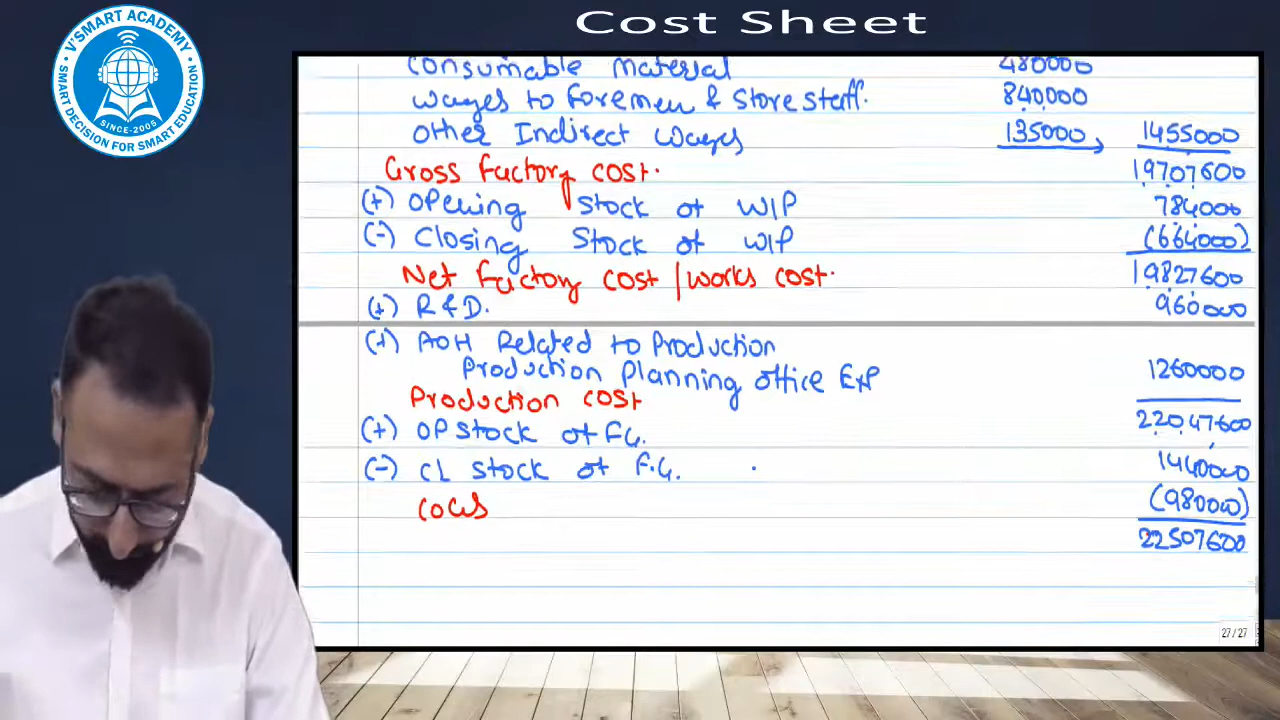 Cost Sheet
V'SMART ACADEMY
SMART DECISION FOR SMART EDUCATION
SINCE-2005
Consumable Material 480000
Wages to Foremen & Store staff. 840,000
Other Indirect Wages 135000 1455000
Gross Factory cost. 19707600
(+) Opening Stock of WIP 784000
(-) Closing Stock of WIP (664000)
Net Factory cost / works cost. 19827600
(+) R & D. 960000
(+) AOH Related to Production
Production Planning office Exp 1260000
Production cost 22047600
(+) OP stock of FG. 1440000
(-) CL stock of F.G. (980000)
COGS 22507600
27/27